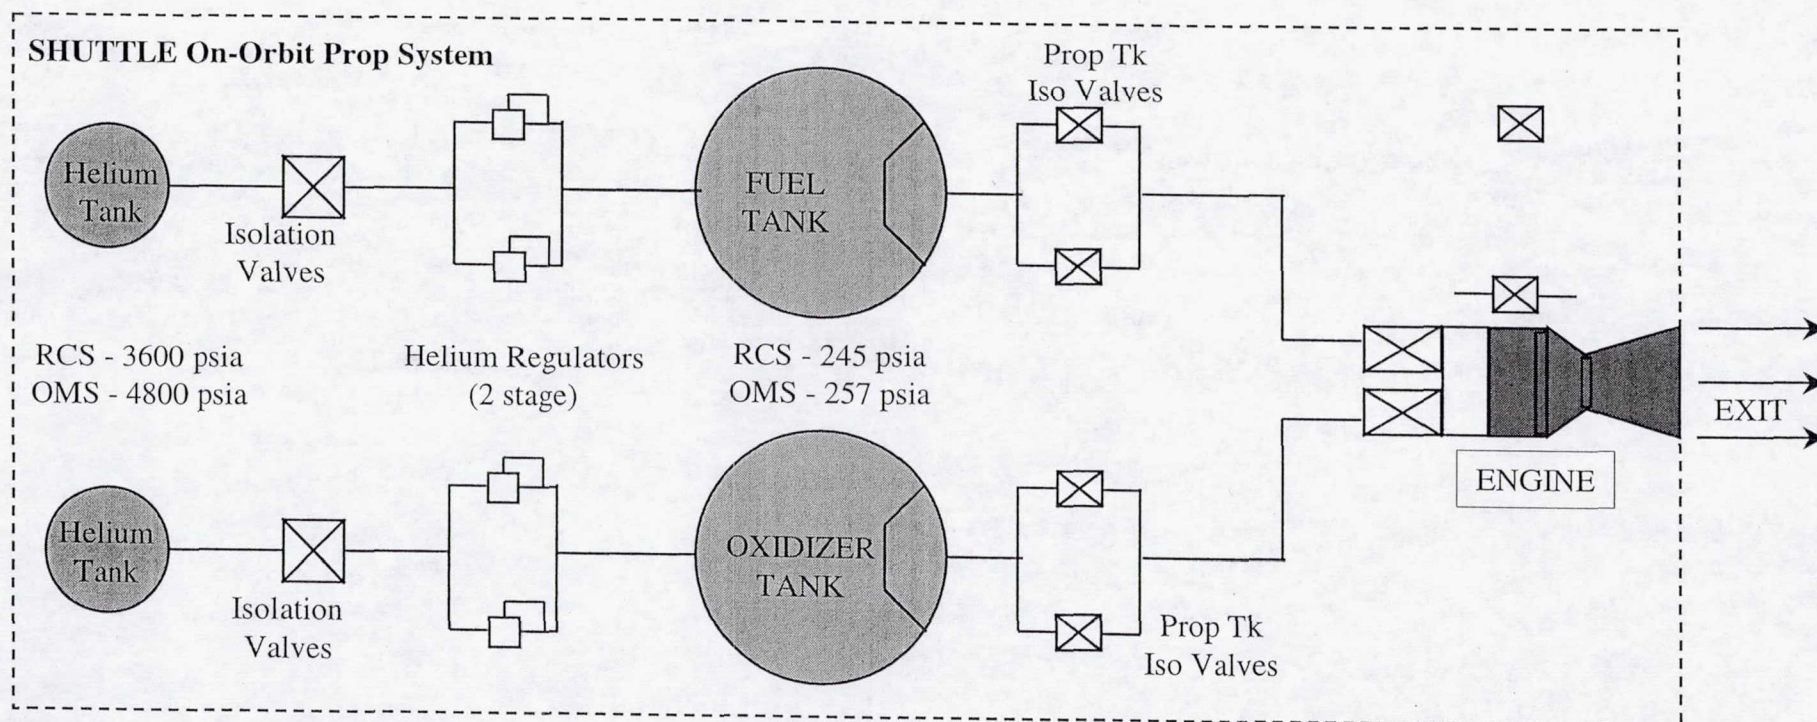 SHUTTLE On-Orbit Prop System
Prop Tk
Iso Valves
Helium
Tank
Isolation
Valves
FUEL
TANK
RCS - 3600 psia
OMS - 4800 psia
Helium Regulators
(2 stage)
RCS - 245 psia
OMS - 257 psia
EXIT
ENGINE
Helium
Tank
Isolation
Valves
OXIDIZER
TANK
Prop Tk
Iso Valves